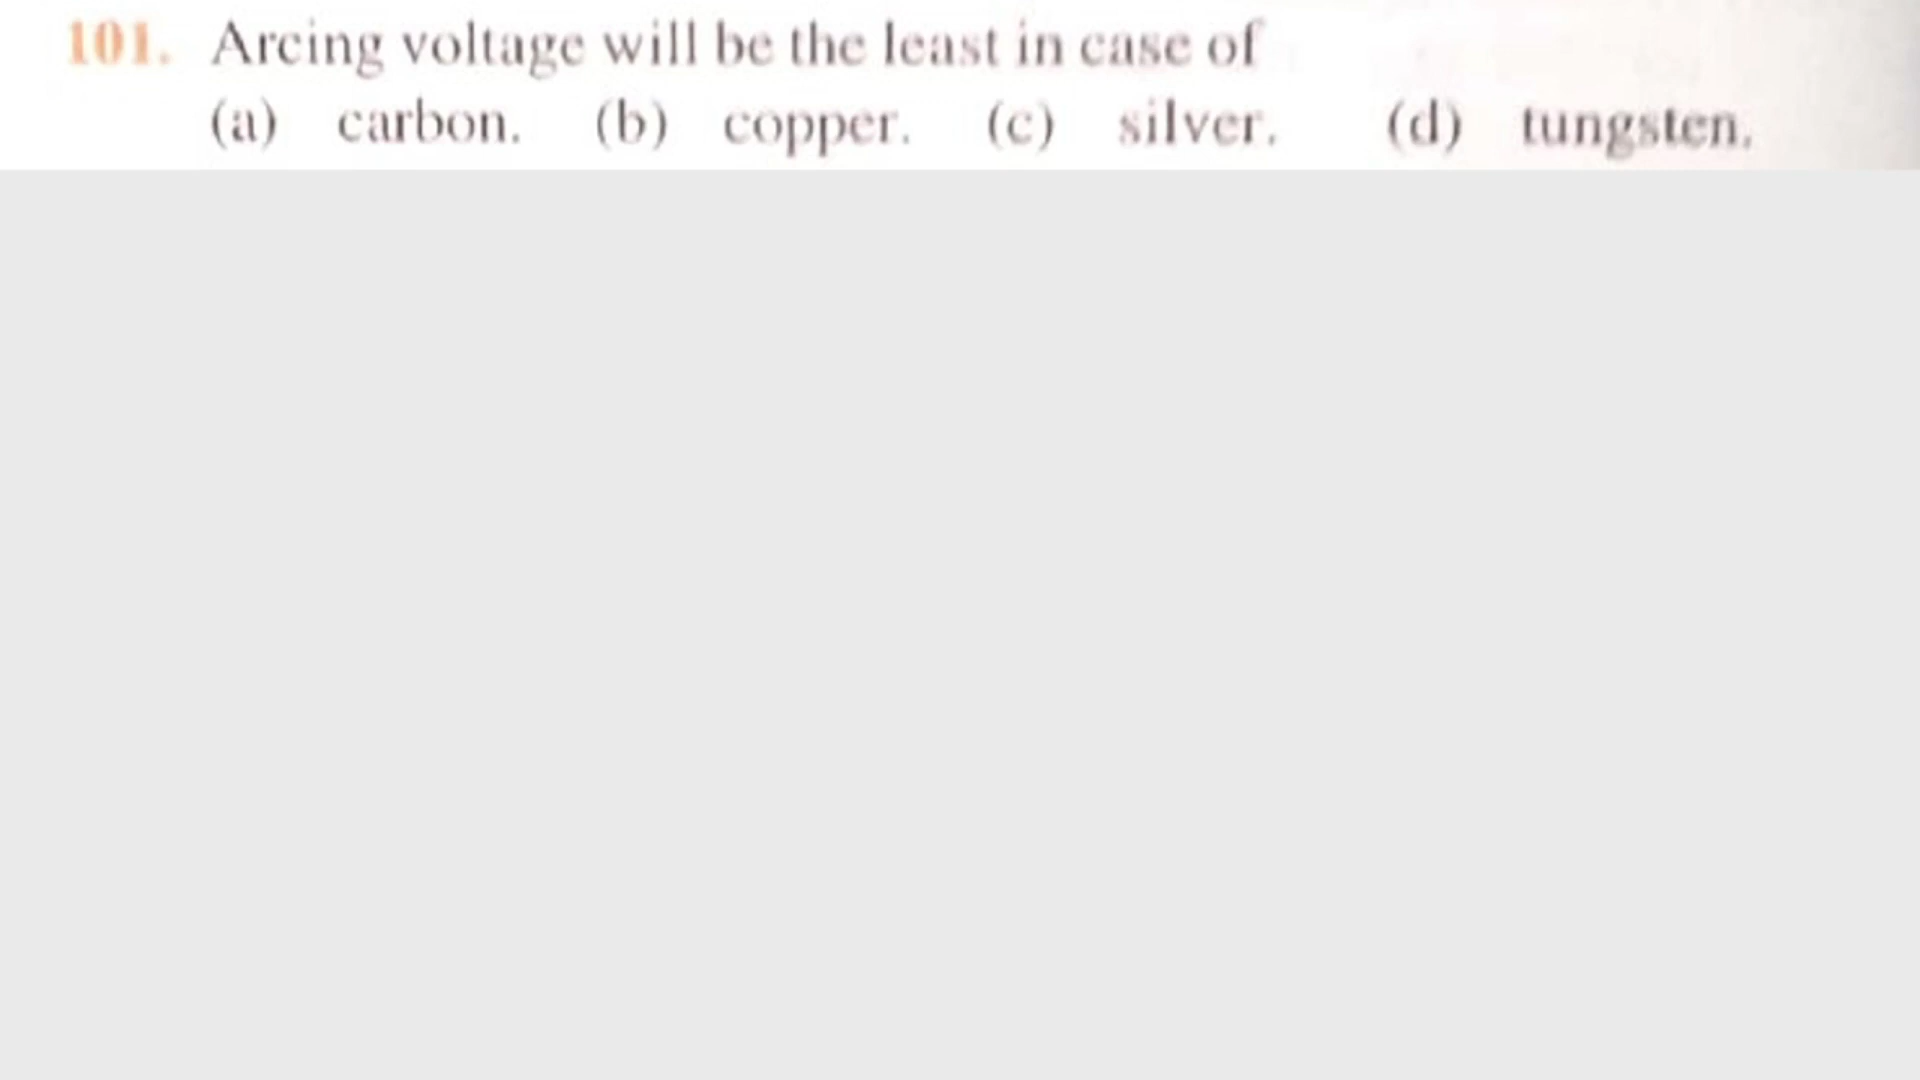 101. Arcing voltage will be the least in case of
(a) carbon. (b) copper. (c) silver. (d) tungsten.